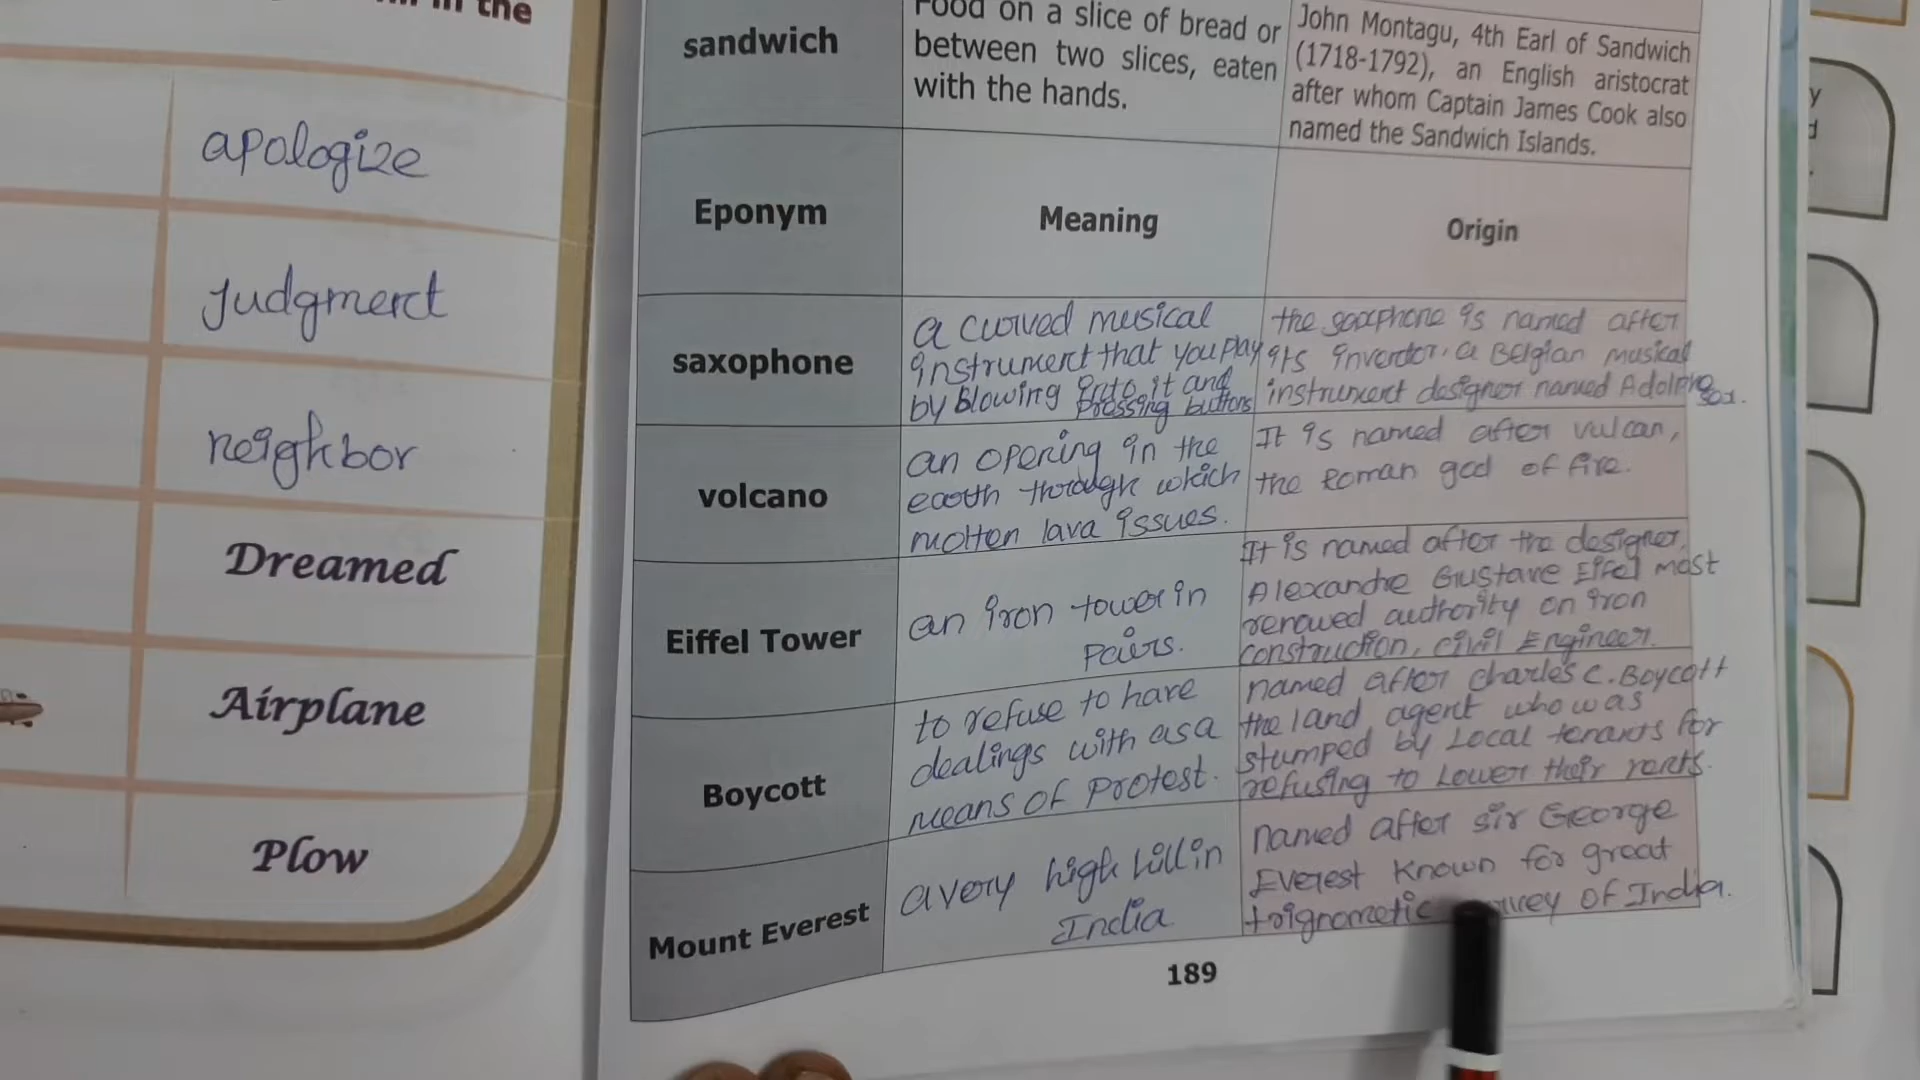 in the
apologize
Judgment
neighbor
Dreamed
Airplane
Plow
sandwich
Food on a slice of bread or
between two slices, eaten
with the hands.
John Montagu, 4th Earl of Sandwich
(1718-1792), an English aristocrat
after whom Captain James Cook also
named the Sandwich Islands.
Eponym
Meaning
Origin
saxophone
a curved musical
instrument that you play
by Blowing into it and
pressing buttons
the saxphone is named after
its inventor. a Belgian musical
instrument designer named Adolphe
sax.
volcano
an opening in the
earth through which
molten lava issues.
It is named after vulcan,
the Roman god of fire.
Eiffel Tower
an iron tower in
Pairs.
It is named after the designer,
Alexandre Gustave Eiffel most
renowed authority on iron
construction, civil Engineer.
Boycott
to refuse to have
dealings with as a
means of Protest.
named after charles C. Boycott
the land agent who was
stumped by Local tenants for
refusing to Lower their rents.
Mount Everest
a very high hill in
India
named after sir George
Everest known for great
trignometic of India.
189
y
d